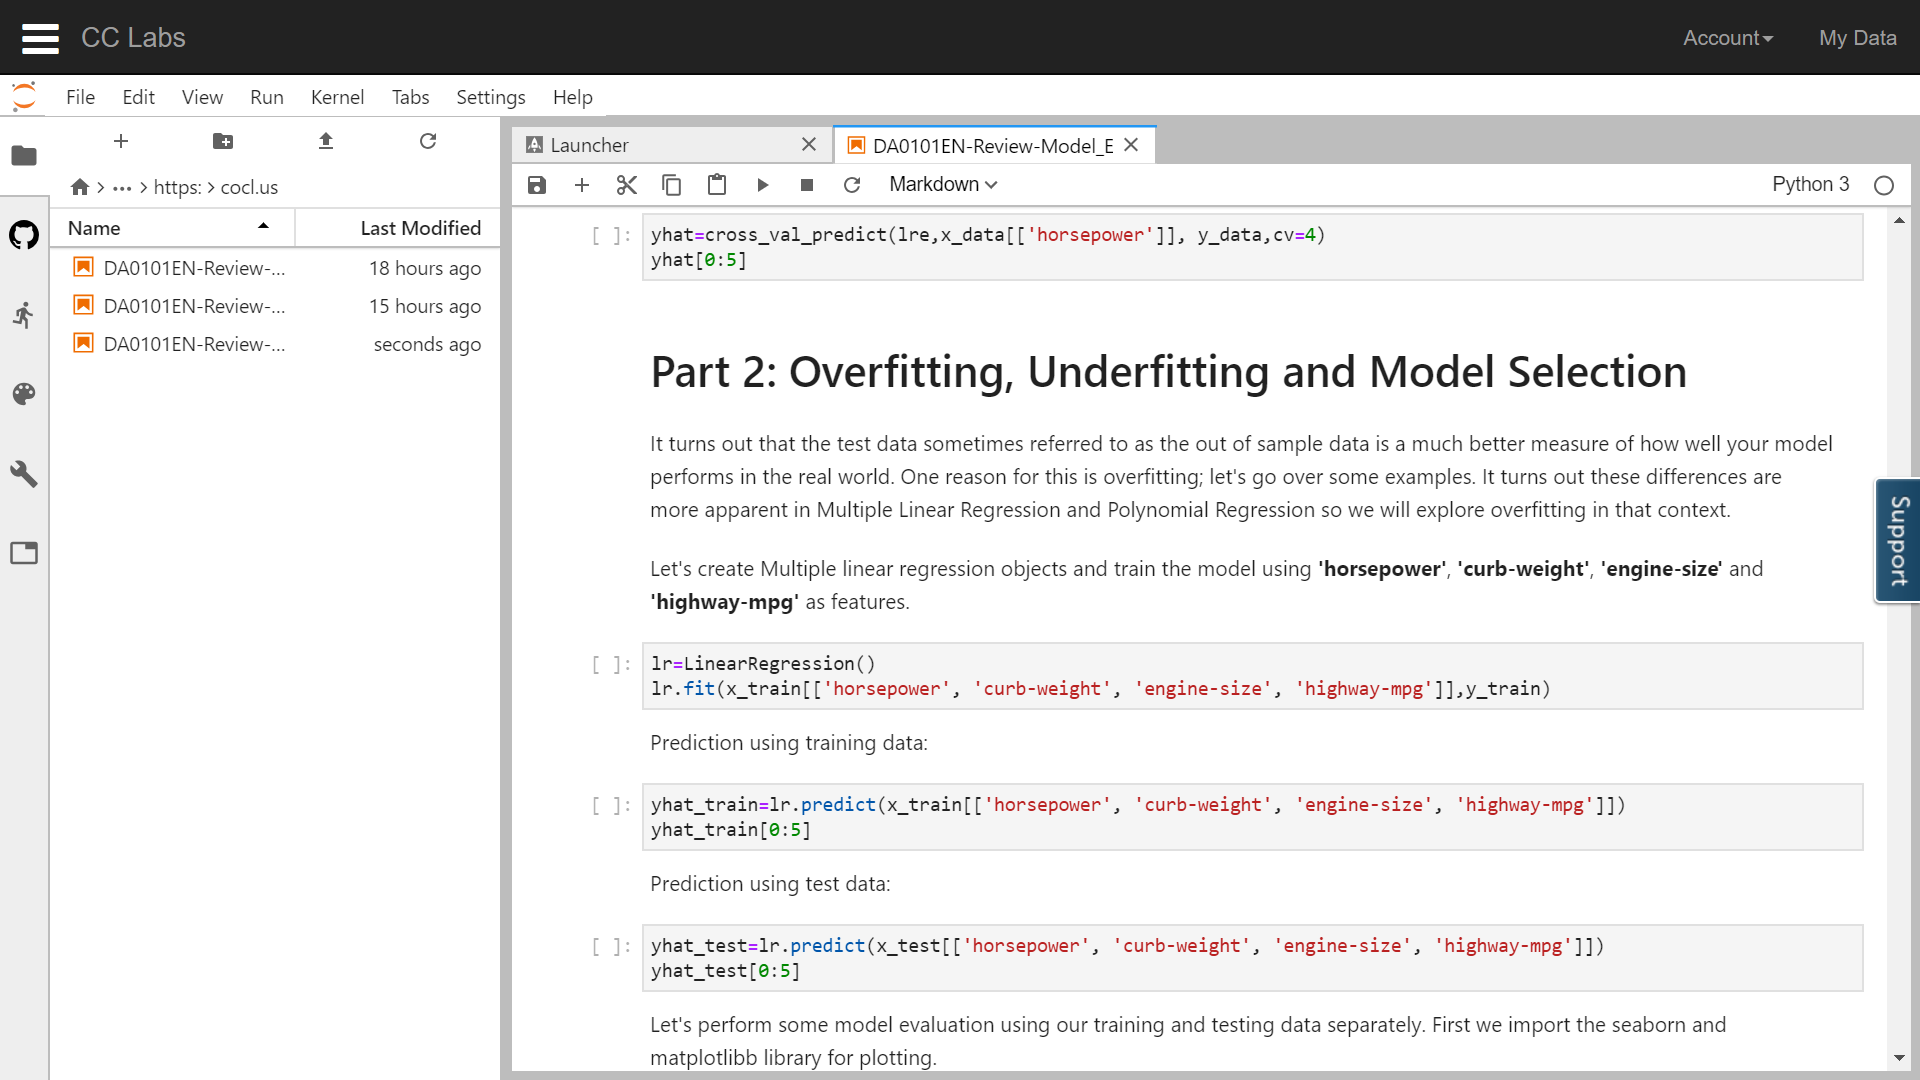 CC Labs
Account
My Data
File Edit View Run Kernel Tabs Settings Help
Launcher
DA0101EN-Review-Model_E
… https: cocl.us
Markdown
Python 3
Name Last Modified
DA0101EN-Review-... 18 hours ago
DA0101EN-Review-... 15 hours ago
DA0101EN-Review-... seconds ago
[ ]: yhat=cross_val_predict(lre,x_data[['horsepower']], y_data,cv=4)
yhat[0:5]
Part 2: Overfitting, Underfitting and Model Selection
It turns out that the test data sometimes referred to as the out of sample data is a much better measure of how well your model
performs in the real world. One reason for this is overfitting; let's go over some examples. It turns out these differences are
more apparent in Multiple Linear Regression and Polynomial Regression so we will explore overfitting in that context.
Let's create Multiple linear regression objects and train the model using 'horsepower', 'curb-weight', 'engine-size' and
'highway-mpg' as features.
[ ]: lr=LinearRegression()
lr.fit(x_train[['horsepower', 'curb-weight', 'engine-size', 'highway-mpg']],y_train)
Prediction using training data:
[ ]: yhat_train=lr.predict(x_train[['horsepower', 'curb-weight', 'engine-size', 'highway-mpg']])
yhat_train[0:5]
Prediction using test data:
[ ]: yhat_test=lr.predict(x_test[['horsepower', 'curb-weight', 'engine-size', 'highway-mpg']])
yhat_test[0:5]
Let's perform some model evaluation using our training and testing data separately. First we import the seaborn and
matplotlibb library for plotting.
Support